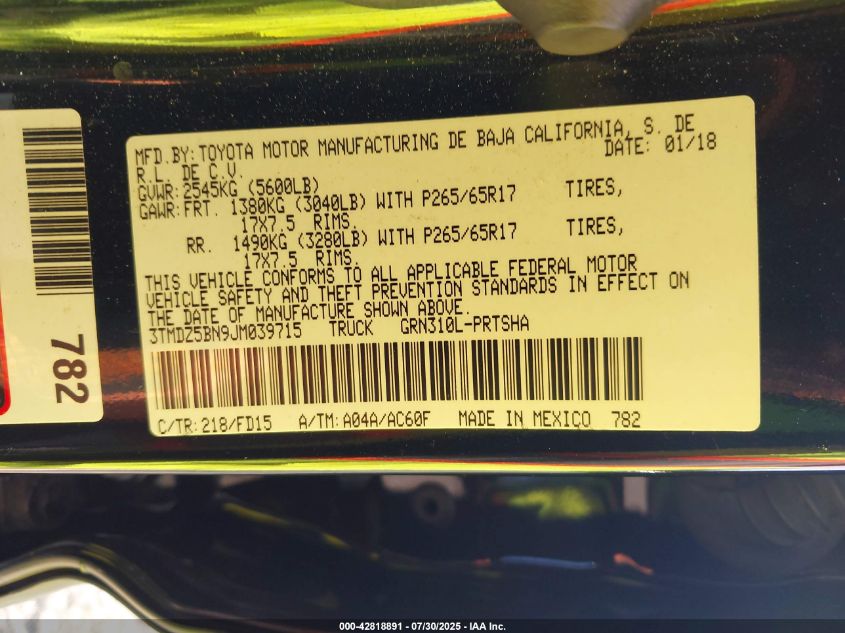 MFD.BY:TOYOTA MOTOR MANUFACTURING DE BAJA CALIFORNIA, S. DE
R.L. DE C.V. DATE: 01/18
GVWR:2545KG (5600LB)
GAWR:FRT. 1380KG (3040LB) WITH P265/65R17 TIRES,
17X7.5 RIMS.
RR. 1490KG (3280LB) WITH P265/65R17 TIRES,
17X7.5 RIMS.
THIS VEHICLE CONFORMS TO ALL APPLICABLE FEDERAL MOTOR
VEHICLE SAFETY AND THEFT PREVENTION STANDARDS IN EFFECT ON
THE DATE OF MANUFACTURE SHOWN ABOVE.
3TMDZ5BN9JM039715 TRUCK GRN310L-PRTSHA
C/TR:218/FD15 A/TM:A04A/AC60F MADE IN MEXICO 782
782
000-42818891 - 07/30/2025 - IAA Inc.